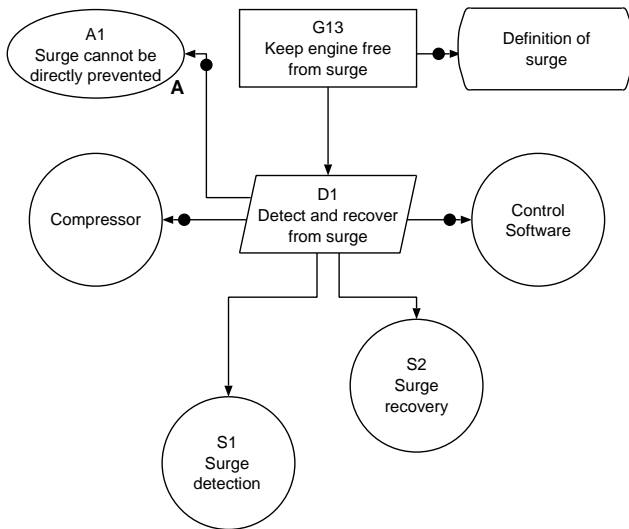 A1
Surge cannot be
directly prevented
A
G13
Keep engine free
from surge
Definition of
surge
Compressor
D1
Detect and recover
from surge
Control
Software
S2
Surge
recovery
S1
Surge
detection